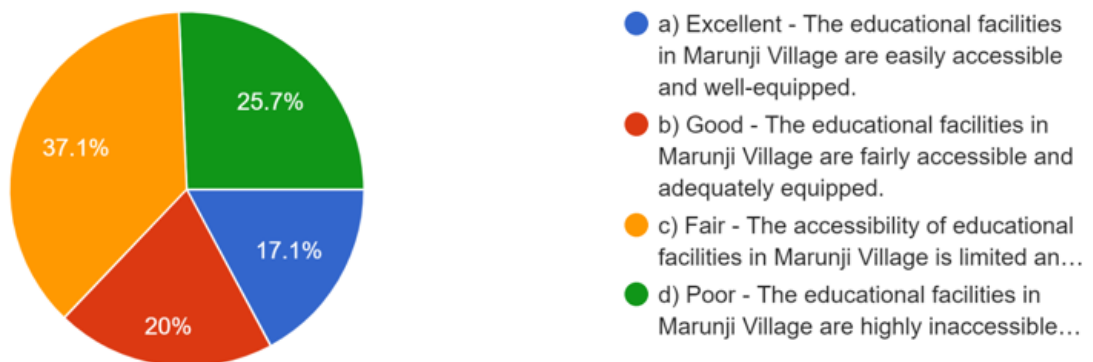 25.7%
37.1%
17.1%
20%
a) Excellent - The educational facilities
in Marunji Village are easily accessible
and well-equipped.
b) Good - The educational facilities in
Marunji Village are fairly accessible and
adequately equipped.
c) Fair - The accessibility of educational
facilities in Marunji Village is limited an…
d) Poor - The educational facilities in
Marunji Village are highly inaccessible…